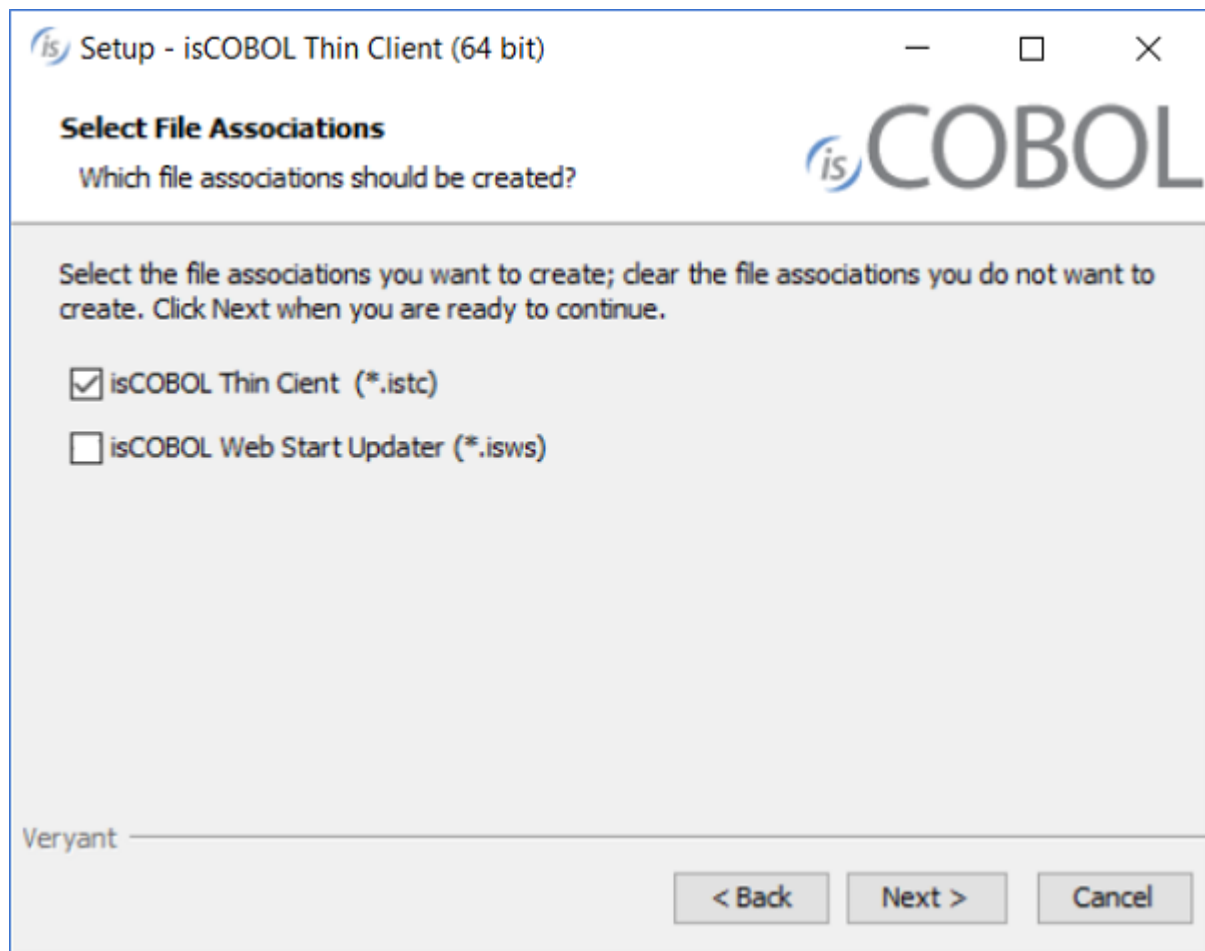 is Setup - isCOBOL Thin Client (64 bit)
Select File Associations
Which file associations should be created?
isCOBOL
Select the file associations you want to create; clear the file associations you do not want to
create. Click Next when you are ready to continue.
isCOBOL Thin Cient (*.istc)
isCOBOL Web Start Updater (*.isws)
Veryant
< Back Next > Cancel